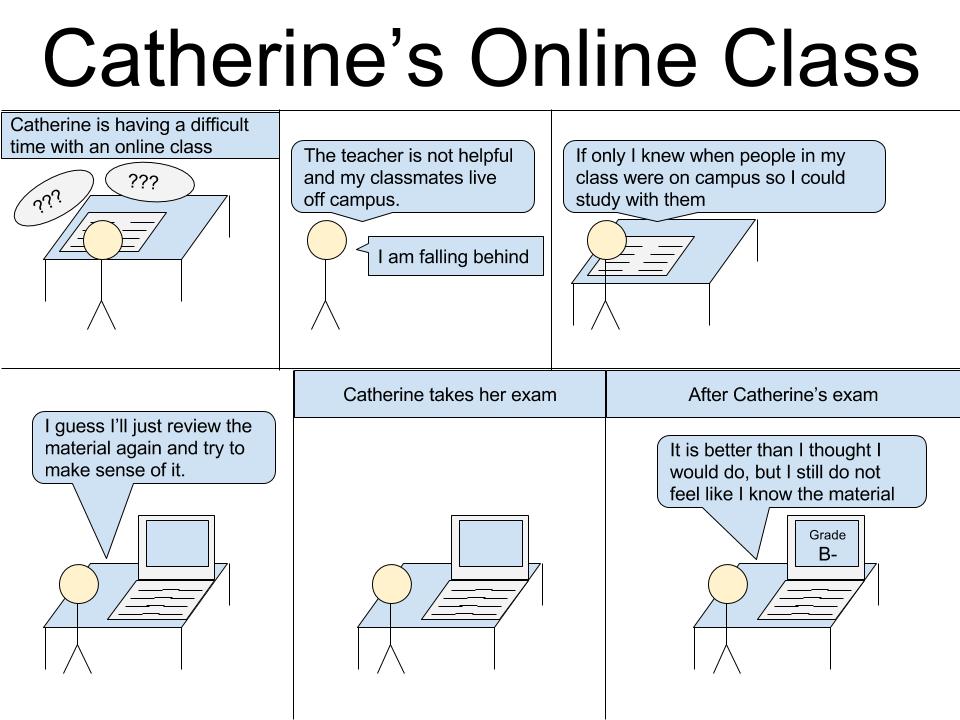 Catherine’s Online Class
Catherine is having a difficult
time with an online class
???
???
The teacher is not helpful
and my classmates live
off campus.
I am falling behind
If only I knew when people in my
class were on campus so I could
study with them
I guess I’ll just review the
material again and try to
make sense of it.
Catherine takes her exam
After Catherine’s exam
It is better than I thought I
would do, but I still do not
feel like I know the material
Grade
B-